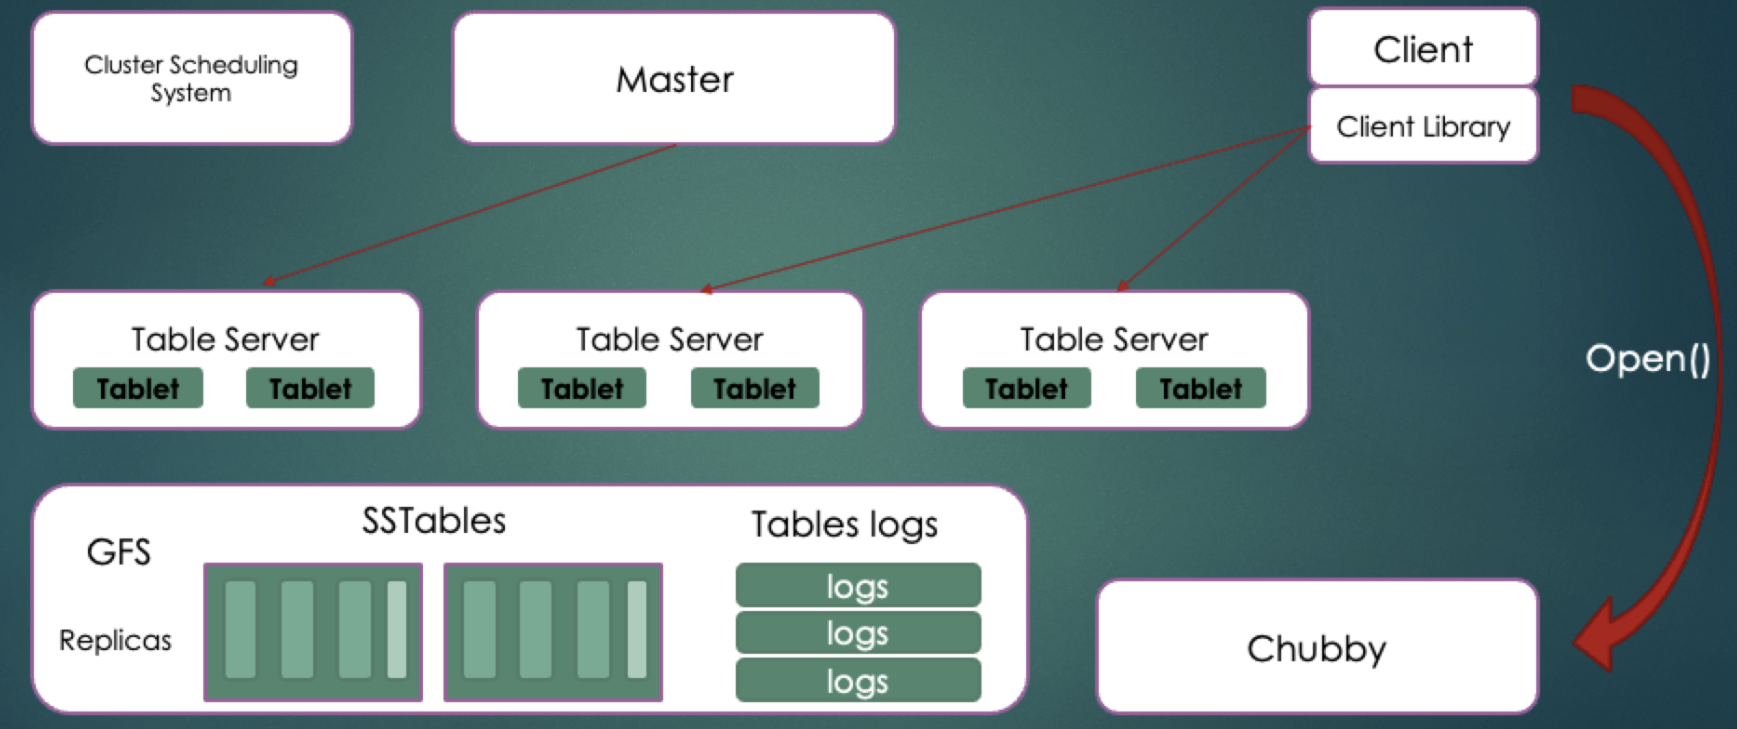 Cluster Scheduling
System
Master
Client
Client Library
Table Server
Tablet
Tablet
Table Server
Tablet
Tablet
Table Server
Tablet
Tablet
Open()
GFS
Replicas
SSTables
Tables logs
logs
logs
logs
Chubby